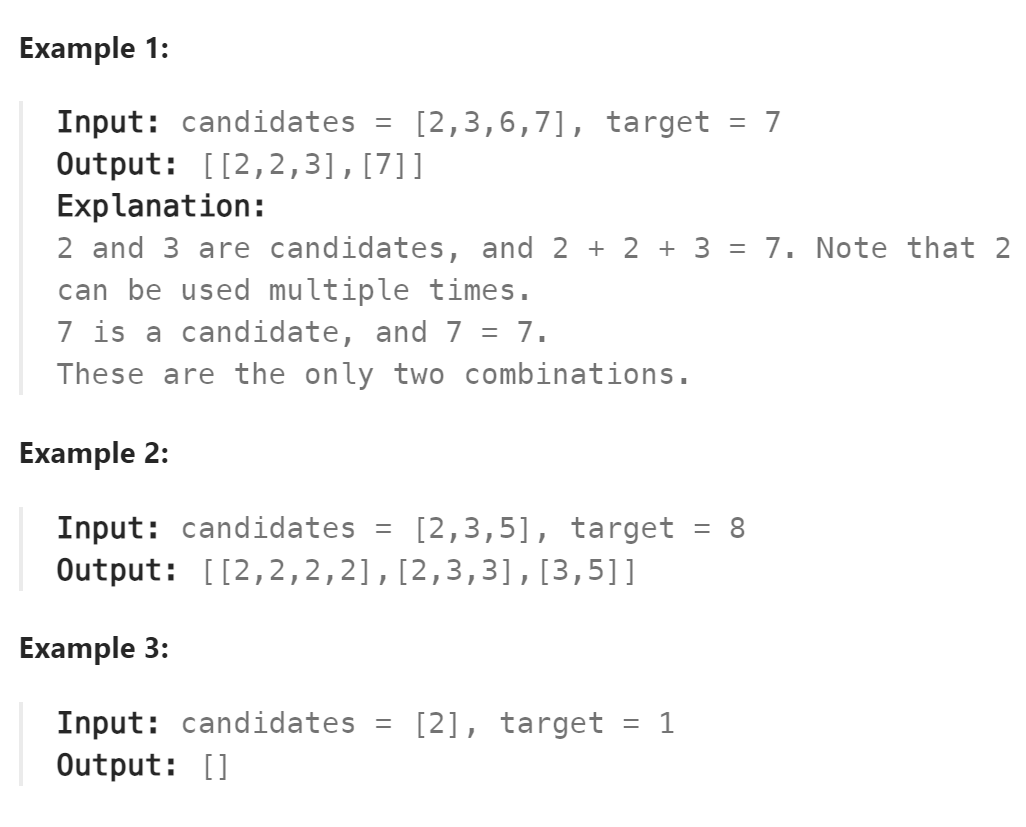 Example 1:
Input: candidates = [2,3,6,7], target = 7
Output: [[2,2,3],[7]]
Explanation:
2 and 3 are candidates, and 2 + 2 + 3 = 7. Note that 2
can be used multiple times.
7 is a candidate, and 7 = 7.
These are the only two combinations.
Example 2:
Input: candidates = [2,3,5], target = 8
Output: [[2,2,2,2],[2,3,3],[3,5]]
Example 3:
Input: candidates = [2], target = 1
Output: []